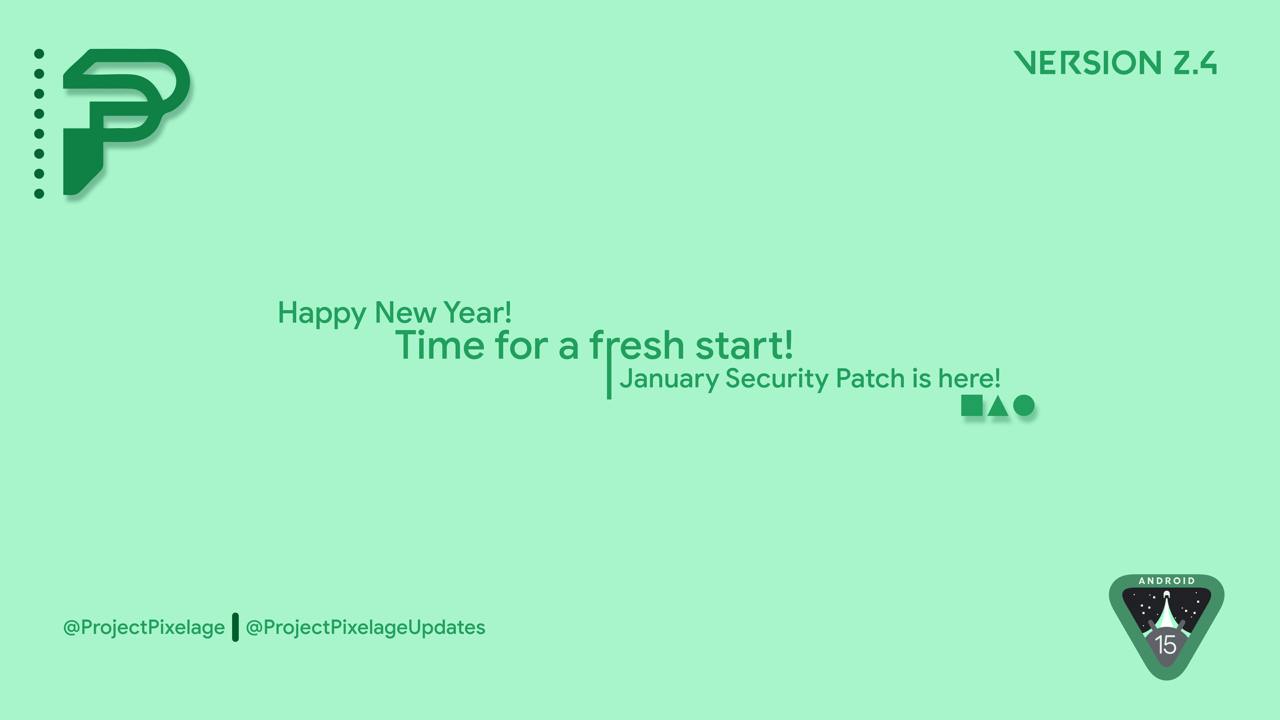 VERSION 2.4
Happy New Year!
Time for a fresh start!
January Security Patch is here!
@ProjectPixelage
@ProjectPixelageUpdates
ANDROID
15